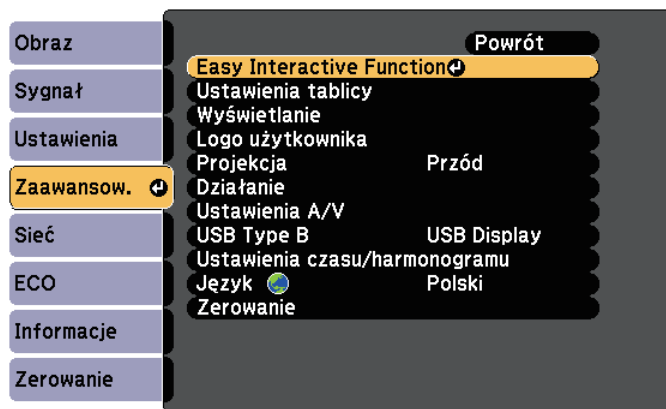 Obraz
Sygnał
Ustawienia
Zaawansow.
Sieć
ECO
Informacje
Zerowanie
Powrót
Easy Interactive Function
Ustawienia tablicy
Wyświetlanie
Logo użytkownika
Projekcja Przód
Działanie
Ustawienia A/V
USB Type B USB Display
Ustawienia czasu/harmonogramu
Język Polski
Zerowanie